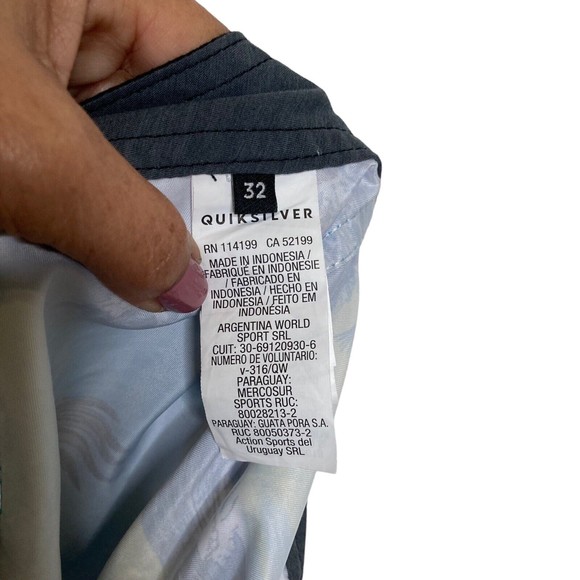 32
QUIKSILVER
RN 114199 CA 52199
MADE IN INDONESIA/
FABRIQUÉ EN INDONESIE
/ FABRICADO EN
INDONESIA / HECHO EN
INDONESIA / FEITO EM
INDONÉSIA
ARGENTINA WORLD
SPORT SRL
CUIT: 30-69120930-6
NUMERO DE VOLUNTARIO:
v-316/QW
PARAGUAY:
MERCOSUR
SPORTS RUC:
80028213-2
PARAGUAY: GUATA PORA S.A.
RUC 80050373-2
Action Sports del
Uruguay SRL